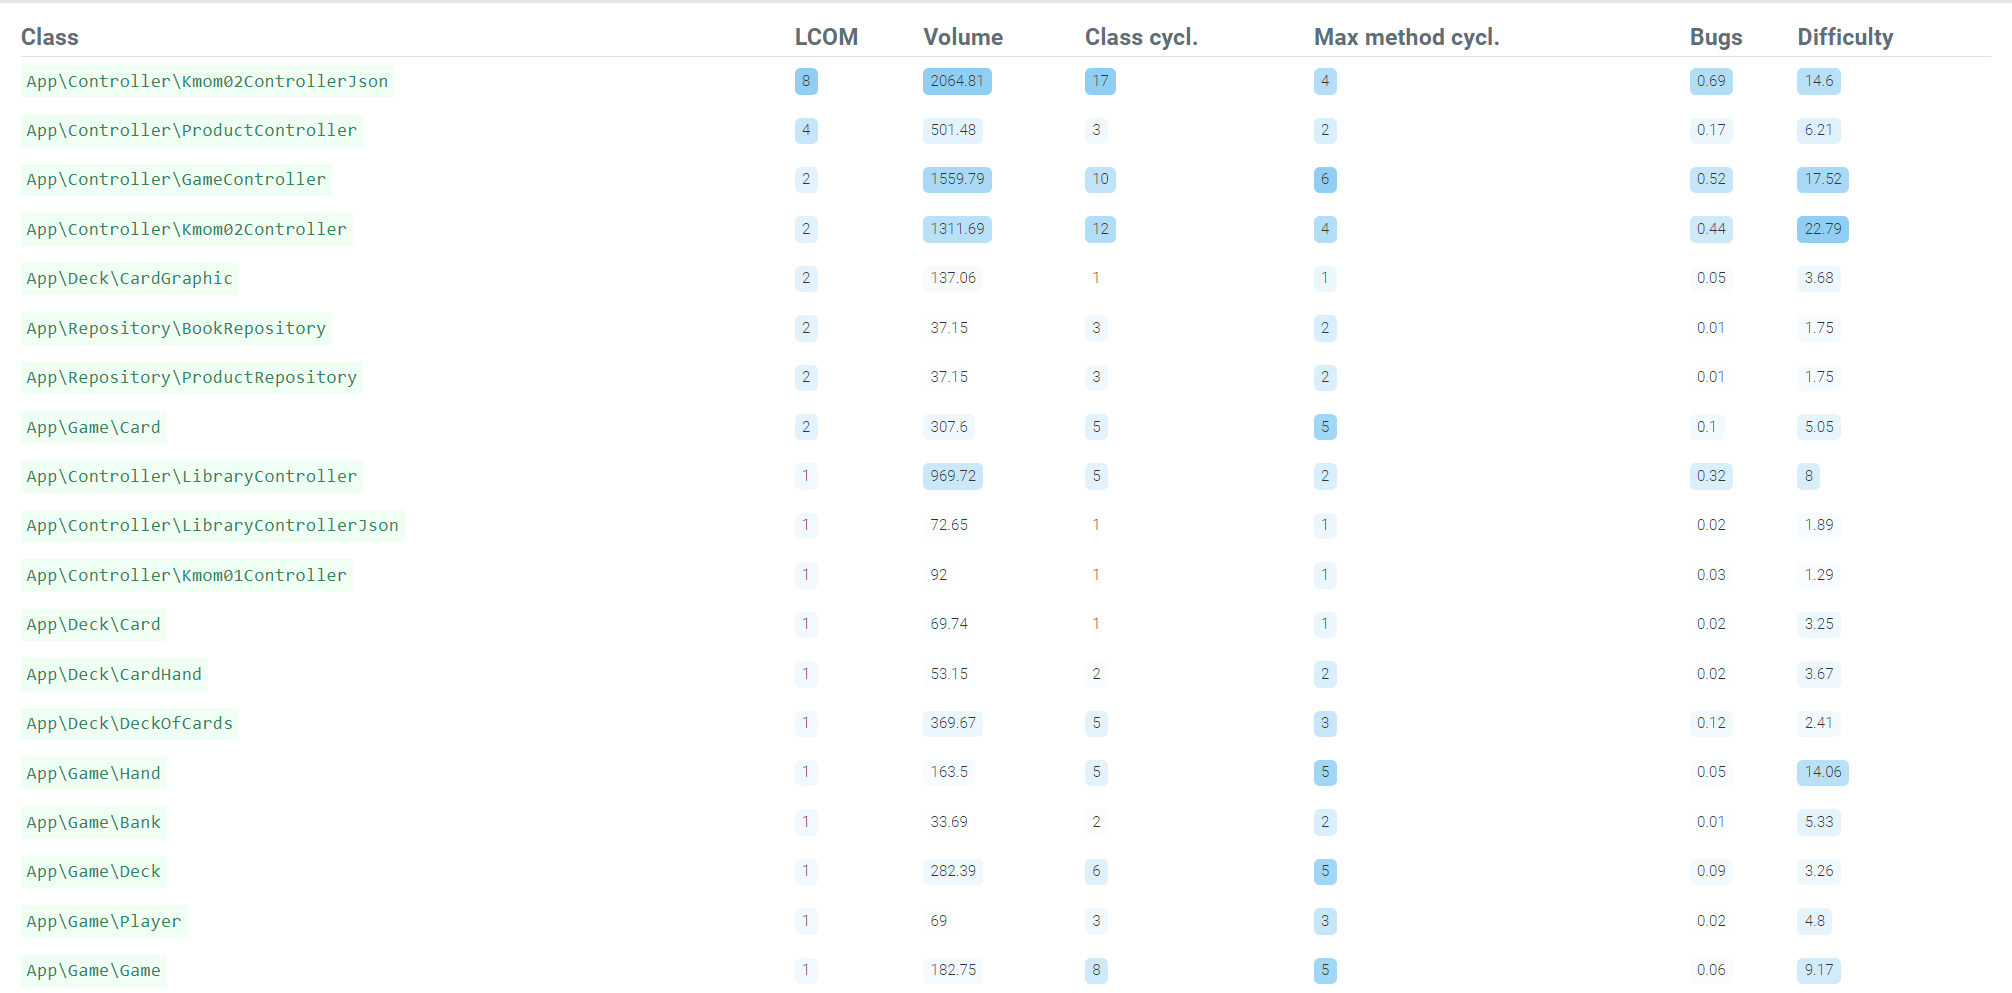 Class LCOM Volume Class cycl. Max method cycl. Bugs Difficulty
App\Controller\Kmom02ControllerJson 8 2064.81 17 4 0.69 14.6
App\Controller\ProductController 4 501.48 3 2 0.17 6.21
App\Controller\GameController 2 1559.79 10 6 0.52 17.52
App\Controller\Kmom02Controller 2 1311.69 12 4 0.44 22.79
App\Deck\CardGraphic 2 137.06 1 1 0.05 3.68
App\Repository\BookRepository 2 37.15 3 2 0.01 1.75
App\Repository\ProductRepository 2 37.15 3 2 0.01 1.75
App\Game\Card 2 307.6 5 5 0.1 5.05
App\Controller\LibraryController 1 969.72 5 2 0.32 8
App\Controller\LibraryControllerJson 1 72.65 1 1 0.02 1.89
App\Controller\Kmom01Controller 1 92 1 1 0.03 1.29
App\Deck\Card 1 69.74 1 1 0.02 3.25
App\Deck\CardHand 1 53.15 2 2 0.02 3.67
App\Deck\DeckOfCards 1 369.67 5 3 0.12 2.41
App\Game\Hand 1 163.5 5 5 0.05 14.06
App\Game\Bank 1 33.69 2 2 0.01 5.33
App\Game\Deck 1 282.39 6 5 0.09 3.26
App\Game\Player 1 69 3 3 0.02 4.8
App\Game\Game 1 182.75 8 5 0.06 9.17